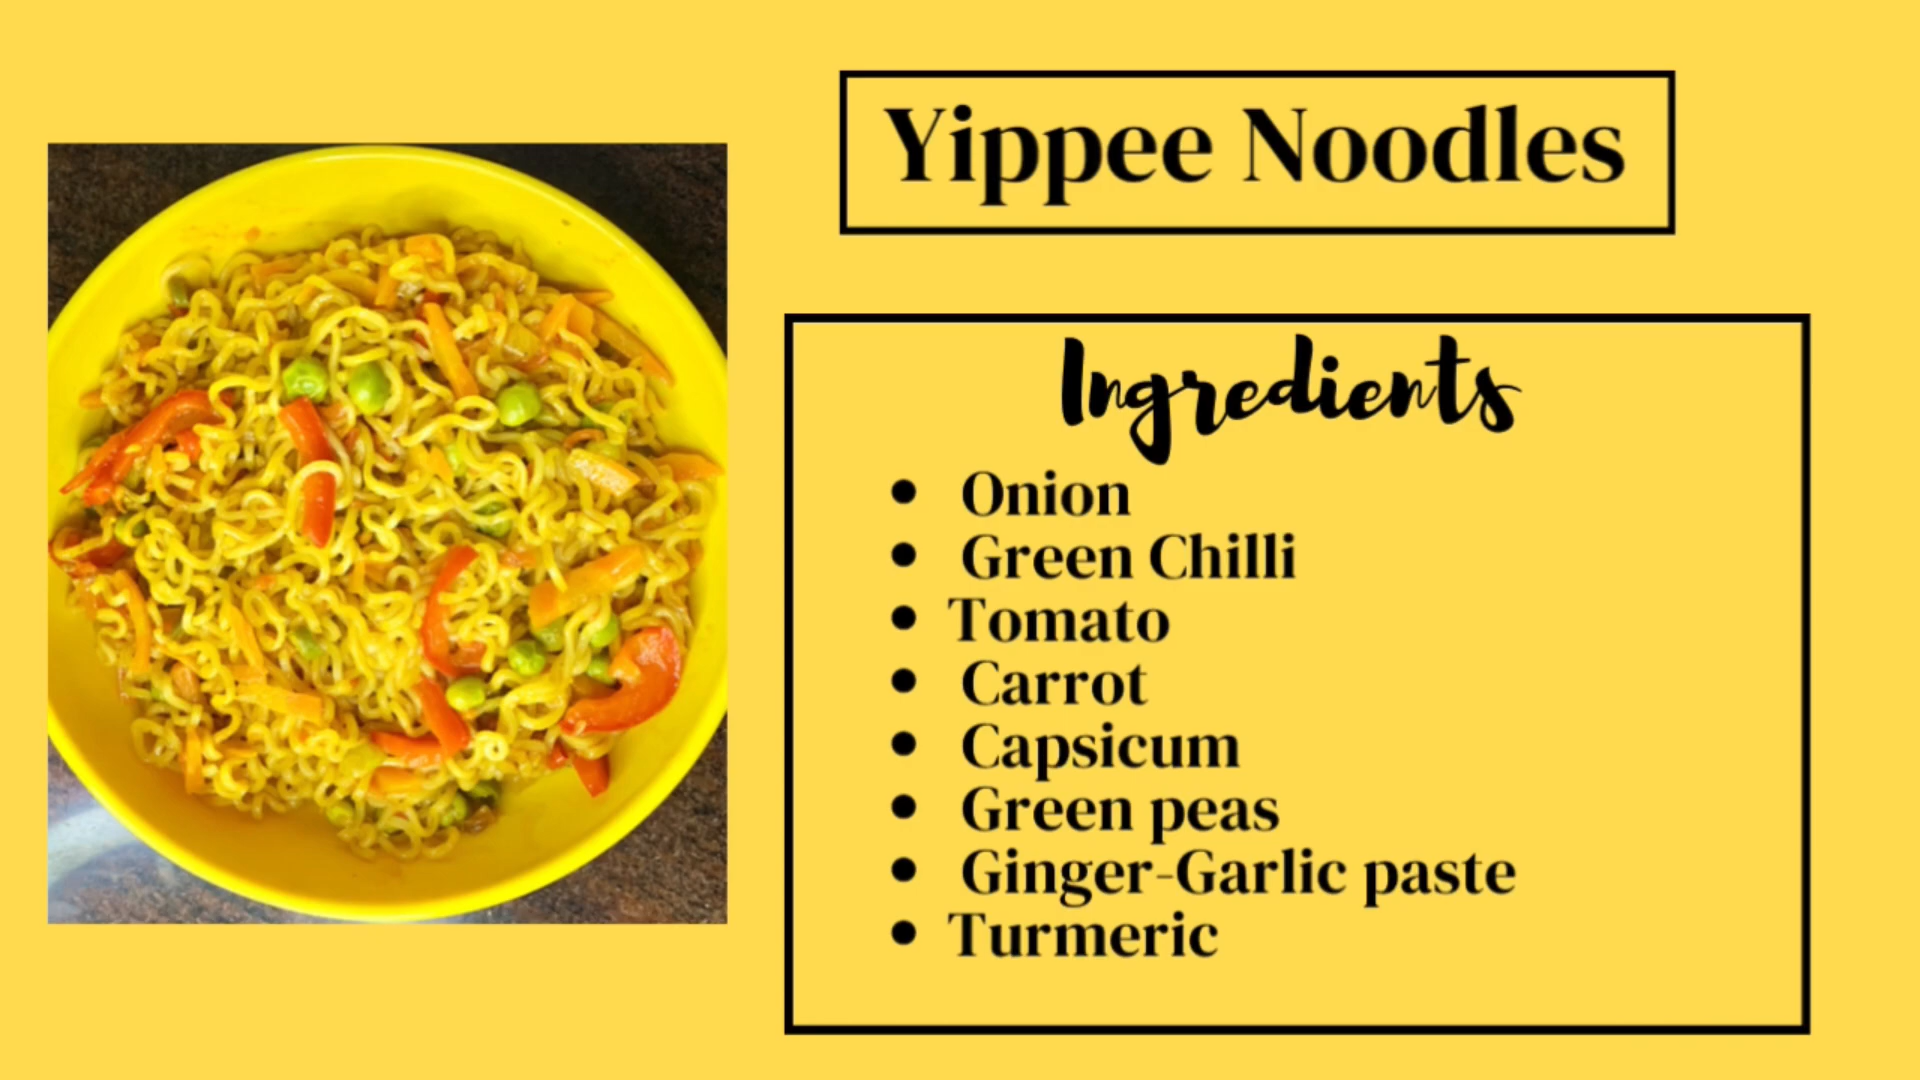 Yippee Noodles
Ingredients
• Onion
• Green Chilli
• Tomato
• Carrot
• Capsicum
• Green peas
• Ginger-Garlic paste
• Turmeric